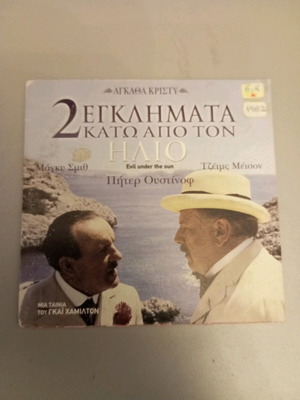 ΑΓΚΑΘΑ ΚΡΙΣΤΥ
2 ΕΓΚΛΗΜΑΤΑ
ΚΑΤΩ ΑΠΟ ΤΟΝ
ΗΛΙΟ
Μάγκυ Σμιθ
Evil under the sun
Τζέιμς Μέισον
Πήτερ Ουστίνοφ
ΜΙΑ ΤΑΙΝΙΑ
ΤΟΥ ΓΚΑΪ ΧΑΜΙΛΤΟΝ